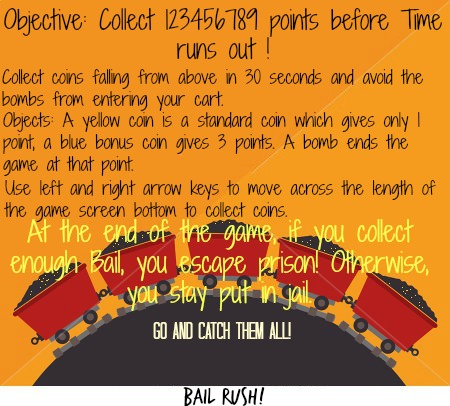 Objective: Collect 123456789 points before Time
runs out !
Collect coins falling from above in 30 seconds and avoid the
bombs from entering your cart.
Objects: A yellow coin is a standard coin which gives only 1
point, a blue bonus coin gives 3 points. A bomb ends the
game at that point.
Use left and right arrow keys to move across the length of
the game screen bottom to collect coins.
At the end of the game, if you collect
enough Bail, you escape prison! Otherwise,
you stay put in jail.
GO AND CATCH THEM ALL!
BAIL RUSH!